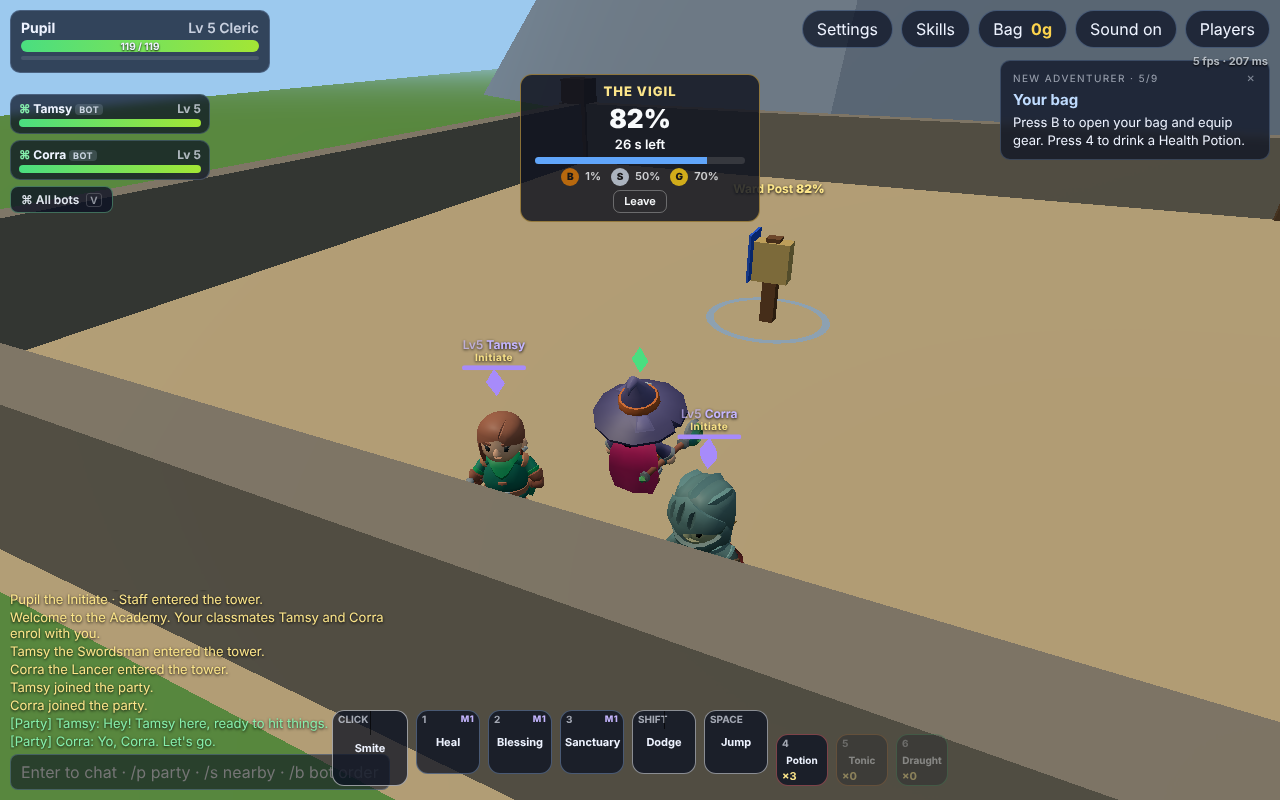 Pupil Lv 5 Cleric
119 / 119
⌘ Tamsy BOT Lv 5
⌘ Corra BOT Lv 5
⌘ All bots V
THE VIGIL
82%
26 s left
B 1% S 50% G 70%
Leave
Settings Skills Bag 0g Sound on Players
5 fps · 207 ms
NEW ADVENTURER · 5/9 ×
Your bag
Press B to open your bag and equip
gear. Press 4 to drink a Health Potion.
Ward Post 82%
Lv5 Tamsy
Initiate
Lv5 Corra
Initiate
Pupil the Initiate · Staff entered the tower.
Welcome to the Academy. Your classmates Tamsy and Corra
enrol with you.
Tamsy the Swordsman entered the tower.
Corra the Lancer entered the tower.
Tamsy joined the party.
Corra joined the party.
[Party] Tamsy: Hey! Tamsy here, ready to hit things.
[Party] Corra: Yo, Corra. Let's go.
Enter to chat · /p party · /s nearby · /b bot order
CLICK
Smite
1 M1
Heal
2 M1
Blessing
3 M1
Sanctuary
SHIFT
Dodge
SPACE
Jump
4
Potion
×3
5
Tonic
×0
6
Draught
×0